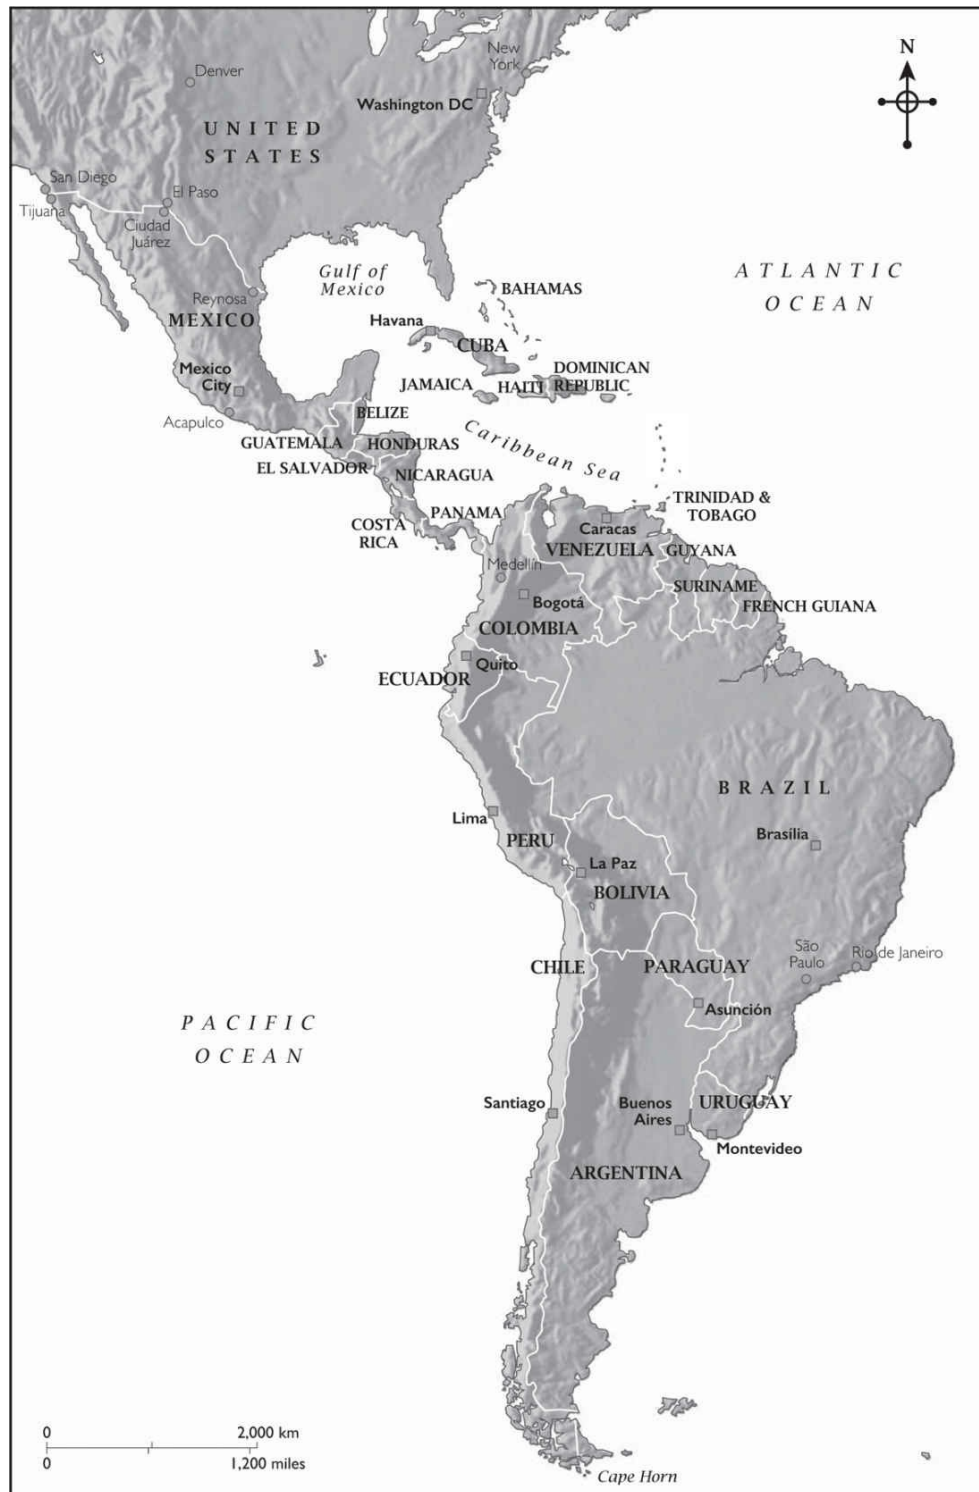 New
York
N
Denver
Washington DC
UNITED
STATES
San Diego
El Paso
Tijuana
Ciudad
Juárez
Gulf of
Mexico
ATLANTIC
OCEAN
BAHAMAS
Reynosa
MEXICO
Havana
CUBA
Mexico
City
JAMAICA
HAITI
DOMINICAN
REPUBLIC
Acapulco
BELIZE
Caribbean Sea
GUATEMALA
HONDURAS
EL SALVADOR
NICARAGUA
TRINIDAD &
TOBAGO
COSTA
RICA
PANAMA
Caracas
VENEZUELA
GUYANA
Medellín
SURINAME
Bogotá
FRENCH GUIANA
COLOMBIA
Quito
ECUADOR
BRAZIL
Lima
PERU
Brasília
La Paz
BOLIVIA
São
Paulo
Rio de Janeiro
CHILE
PARAGUAY
Asunción
PACIFIC
OCEAN
Santiago
Buenos
Aires
URUGUAY
Montevideo
ARGENTINA
0
2,000 km
0
1,200 miles
Cape Horn